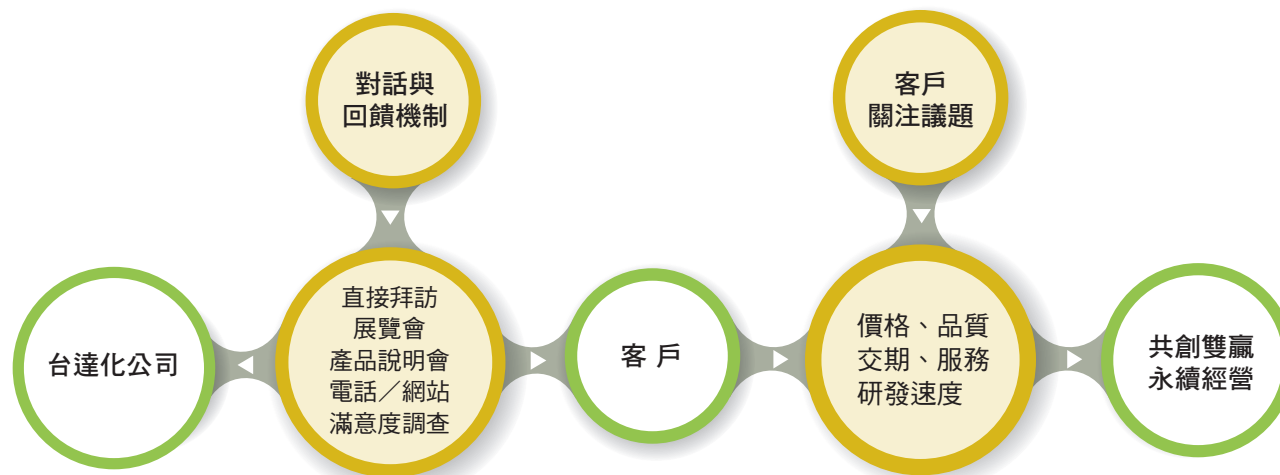 對話與
回饋機制
客戶
關注議題
台達化公司
直接拜訪
展覽會
產品說明會
電話／網站
滿意度調查
客 戶
價格、品質
交期、服務
研發速度
共創雙贏
永續經營